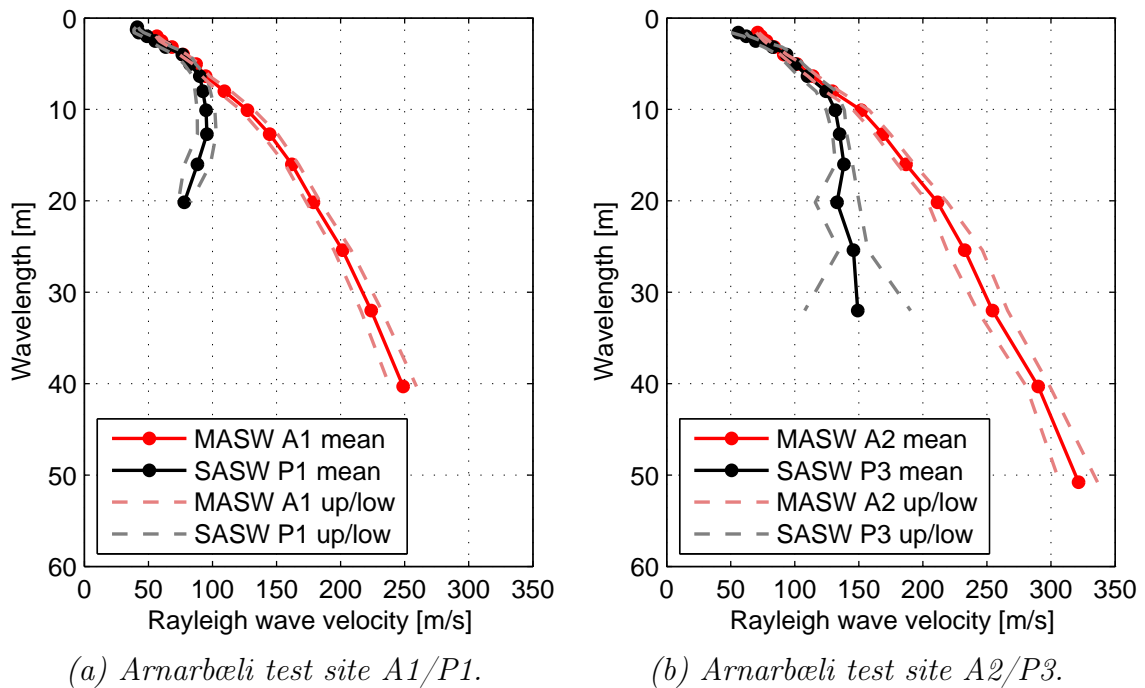 0
10
20
30
40
50
60
Wavelength [m]
MASW A1 mean
SASW P1 mean
MASW A1 up/low
SASW P1 up/low
0 50 100 150 200 250 300 350
Rayleigh wave velocity [m/s]
(a) Arnarbæli test site A1/P1.
0
10
20
30
40
50
60
Wavelength [m]
MASW A2 mean
SASW P3 mean
MASW A2 up/low
SASW P3 up/low
0 50 100 150 200 250 300 350
Rayleigh wave velocity [m/s]
(b) Arnarbæli test site A2/P3.